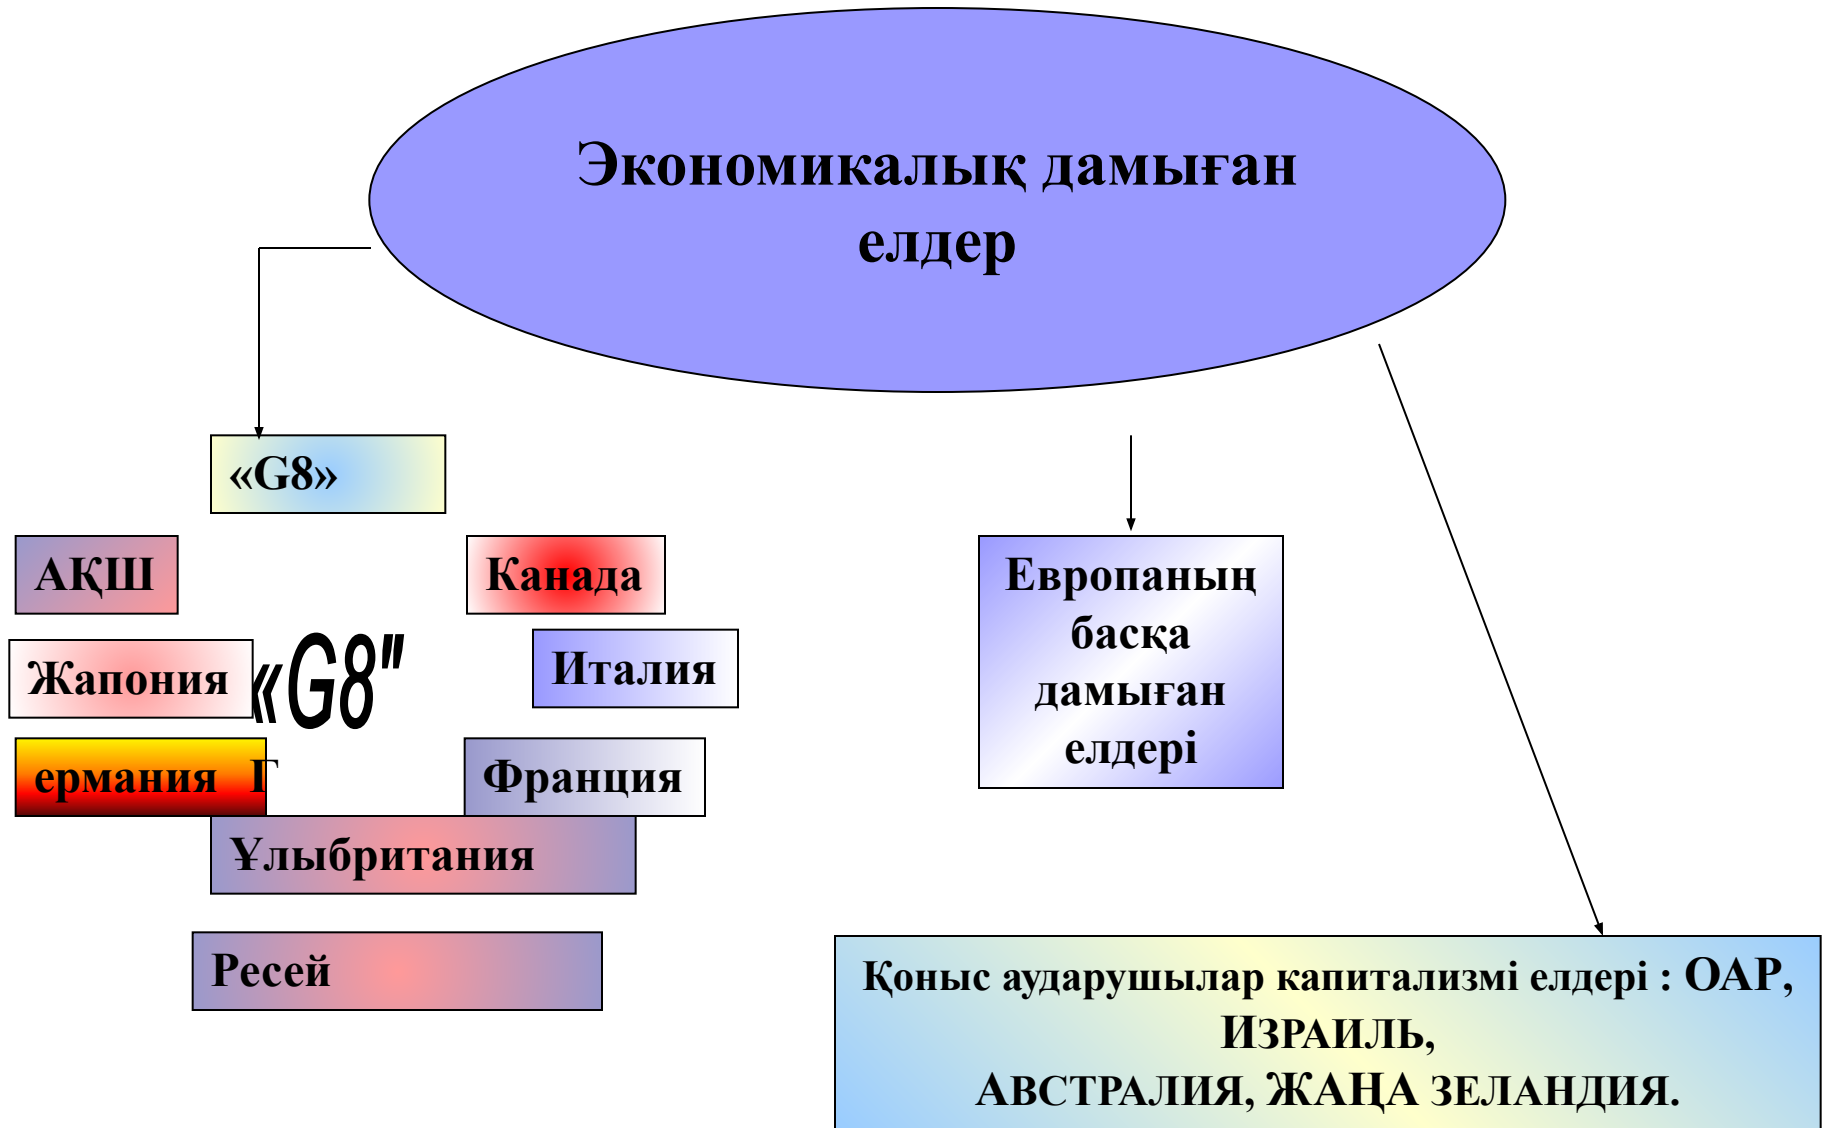 Экономикалық дамыған
елдер
«G8»
АҚШ
Канада
Жапония
«G8"
Италия
ермания Г
Франция
Ұлыбритания
Ресей
Европаның
басқа
дамыған
елдері
Қоныс аударушылар капитализмі елдері : ОАР,
ИЗРАИЛЬ,
АВСТРАЛИЯ, ЖАҢА ЗЕЛАНДИЯ.